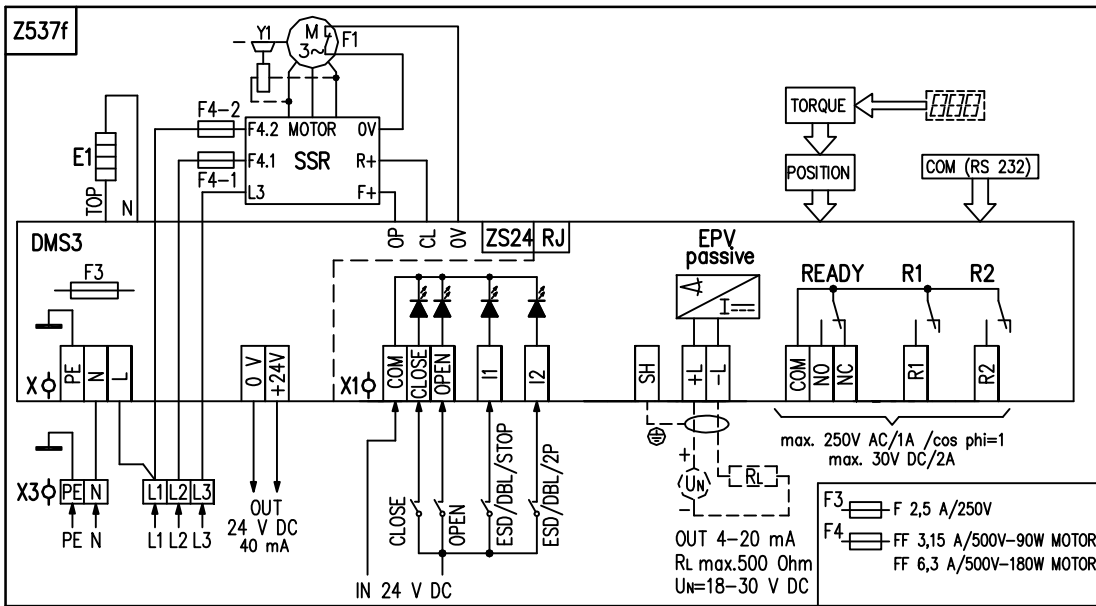 Z537f
Y1
M
3~
F1
F4-2
F4.2 MOTOR 0V
E1
F4.1 SSR R+
F4-1
L3 F+
TOP
N
TORQUE
POSITION
COM (RS 232)
DMS3
OP
CL
0V
ZS24 RJ
EPV
passive
F3
READY R1 R2
X
PE
N
L
0 V
+24V
X1
COM
CLOSE
OPEN
I1
I2
SH
+L
-L
COM
NO
NC
R1
R2
max. 250V AC/1A /cos phi=1
max. 30V DC/2A
X3
PE N L1 L2 L3
PE N L1 L2 L3
OUT
24 V DC
40 mA
CLOSE
OPEN
ESD/DBL/STOP
ESD/DBL/2P
IN 24 V DC
+
UN
−
RL
OUT 4-20 mA
RL max.500 Ohm
UN=18-30 V DC
F3 F 2,5 A/250V
F4 FF 3,15 A/500V-90W MOTOR
FF 6,3 A/500V-180W MOTOR